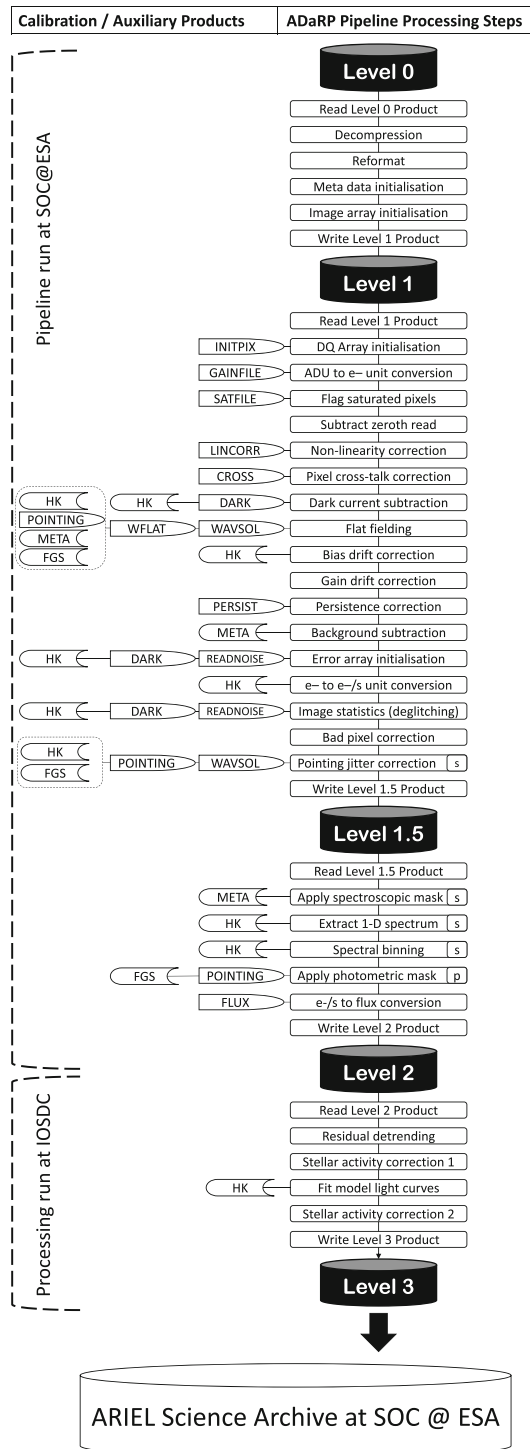 Calibration / Auxiliary Products ADaRP Pipeline Processing Steps
Pipeline run at SOC@ESA
Level 0
Read Level 0 Product
Decompression
Reformat
Meta data initialisation
Image array initialisation
Write Level 1 Product
Level 1
Read Level 1 Product
INITPIX DQ Array initialisation
GAINFILE ADU to e– unit conversion
SATFILE Flag saturated pixels
Subtract zeroth read
LINCORR Non-linearity correction
CROSS Pixel cross-talk correction
HK HK DARK Dark current subtraction
POINTING
WFLAT WAVSOL Flat fielding
META
FGS HK Bias drift correction
Gain drift correction
PERSIST Persistence correction
META Background subtraction
HK DARK READNOISE Error array initialisation
HK e– to e–/s unit conversion
HK DARK READNOISE Image statistics (deglitching)
Bad pixel correction
HK
FGS POINTING WAVSOL Pointing jitter correction s
Write Level 1.5 Product
Level 1.5
Read Level 1.5 Product
META Apply spectroscopic mask s
HK Extract 1-D spectrum s
HK Spectral binning s
FGS POINTING Apply photometric mask p
FLUX e-/s to flux conversion
Write Level 2 Product
Level 2
Processing run at IOSDC
Read Level 2 Product
Residual detrending
Stellar activity correction 1
HK Fit model light curves
Stellar activity correction 2
Write Level 3 Product
Level 3
ARIEL Science Archive at SOC @ ESA